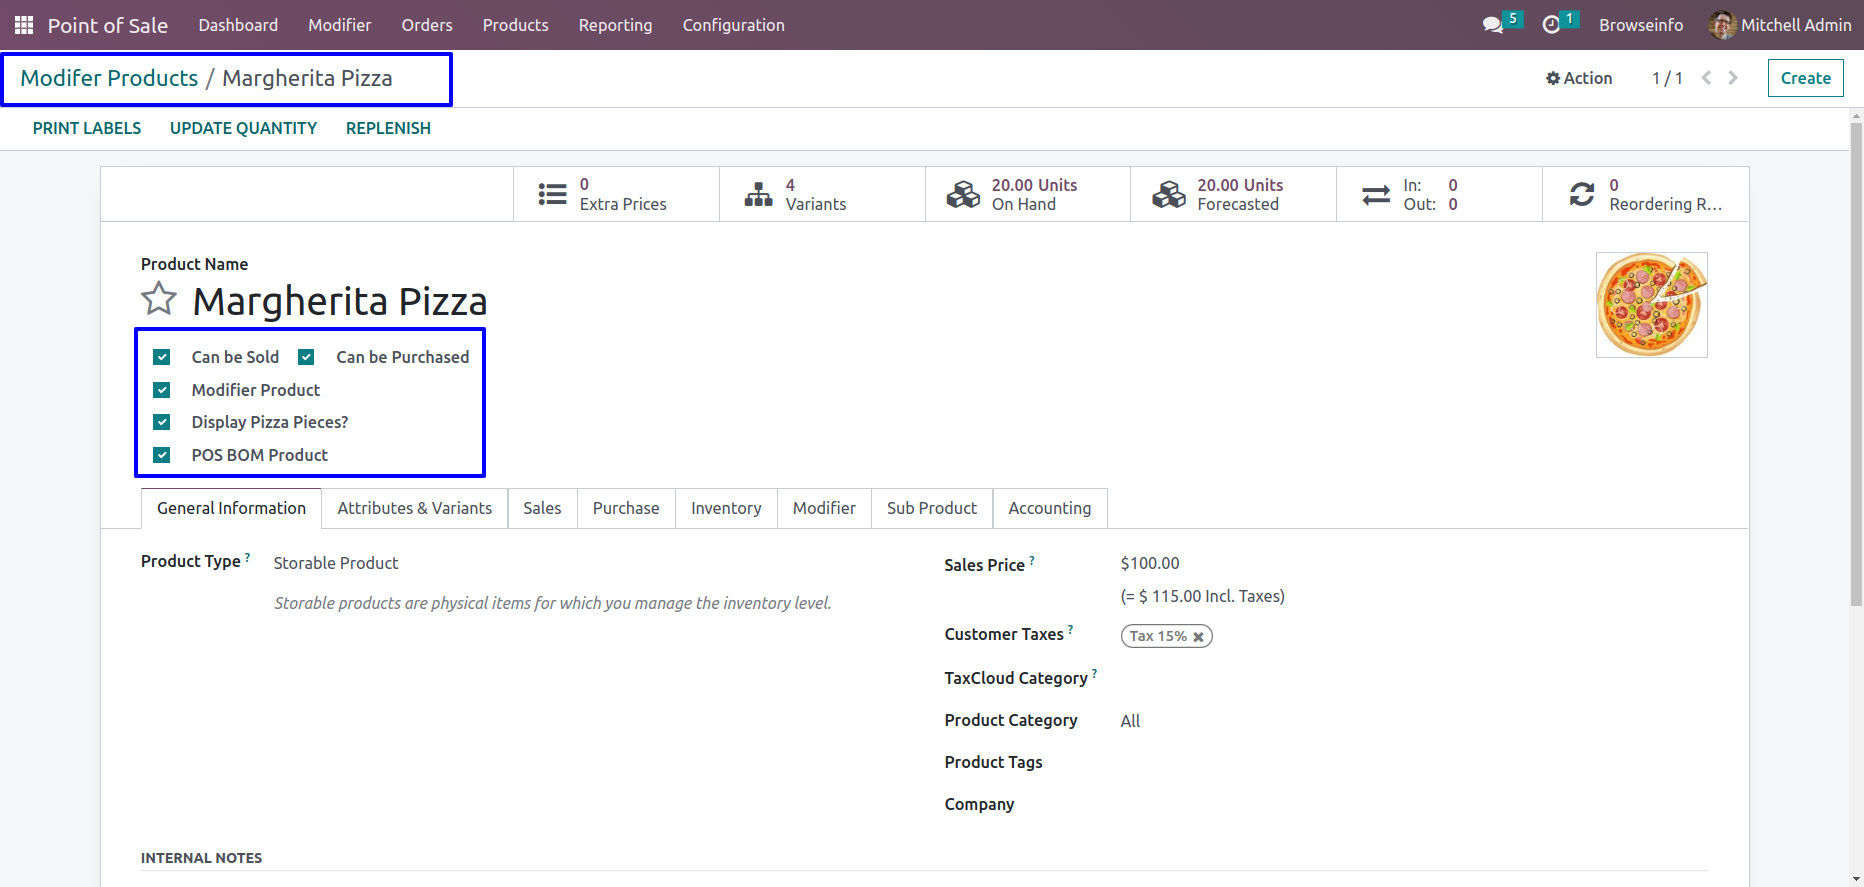 Point of Sale Dashboard Modifier Orders Products Reporting Configuration 5 1 Browseinfo Mitchell Admin
Modifer Products / Margherita Pizza Action 1 / 1 Create
PRINT LABELS UPDATE QUANTITY REPLENISH
0 4 20.00 Units 20.00 Units In: 0 0
Extra Prices Variants On Hand Forecasted Out: 0 Reordering R...
Product Name
Margherita Pizza
Can be Sold Can be Purchased
Modifier Product
Display Pizza Pieces?
POS BOM Product
General Information Attributes & Variants Sales Purchase Inventory Modifier Sub Product Accounting
Product Type ? Storable Product
Storable products are physical items for which you manage the inventory level.
Sales Price ? $100.00
(= $ 115.00 Incl. Taxes)
Customer Taxes ? Tax 15% ✖
TaxCloud Category ?
Product Category All
Product Tags
Company
INTERNAL NOTES